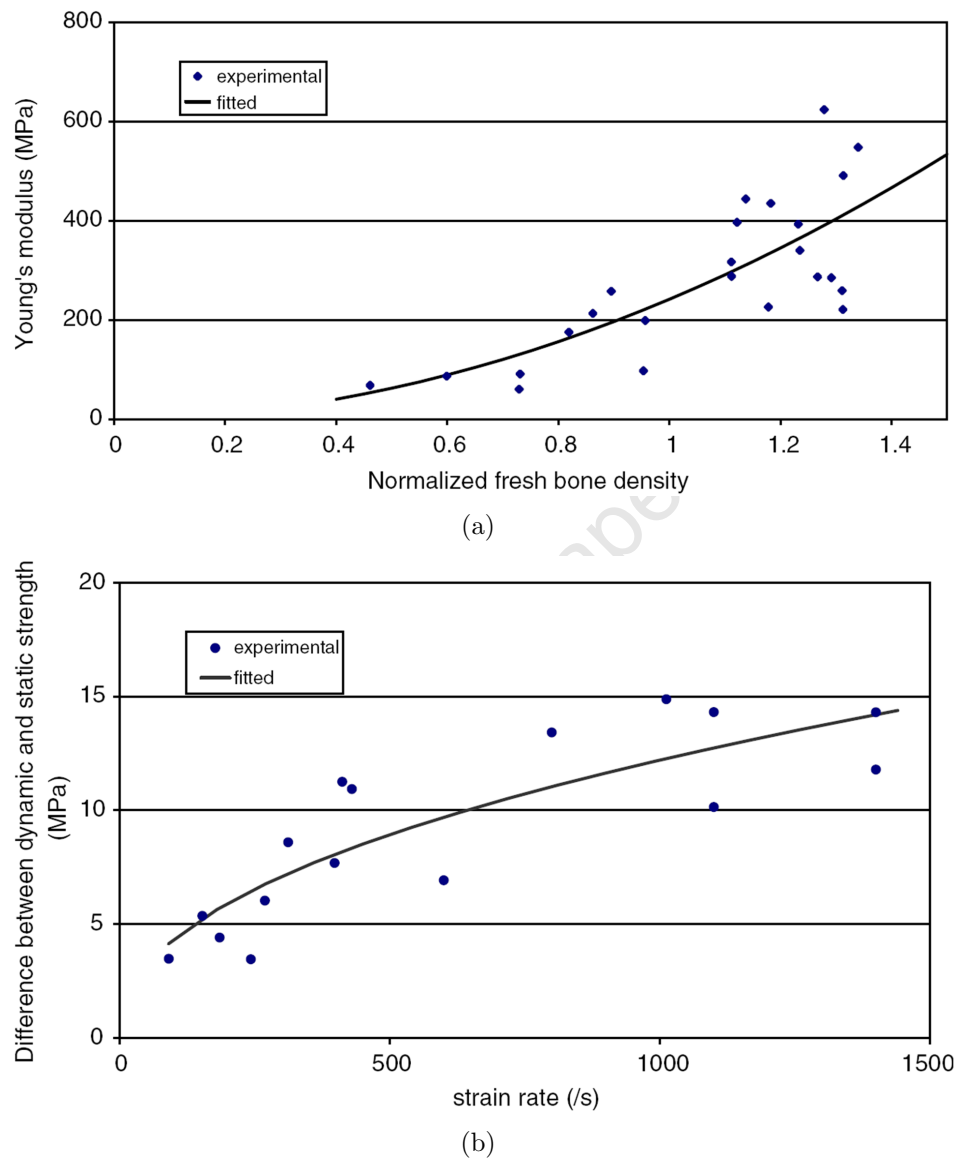 800
600
400
200
0
Young's modulus (MPa)
experimental
fitted
0 0.2 0.4 0.6 0.8 1 1.2 1.4
Normalized fresh bone density
(a)
20
15
10
5
0
Difference between dynamic and static strength
(MPa)
experimental
fitted
0 500 1000 1500
strain rate (/s)
(b)